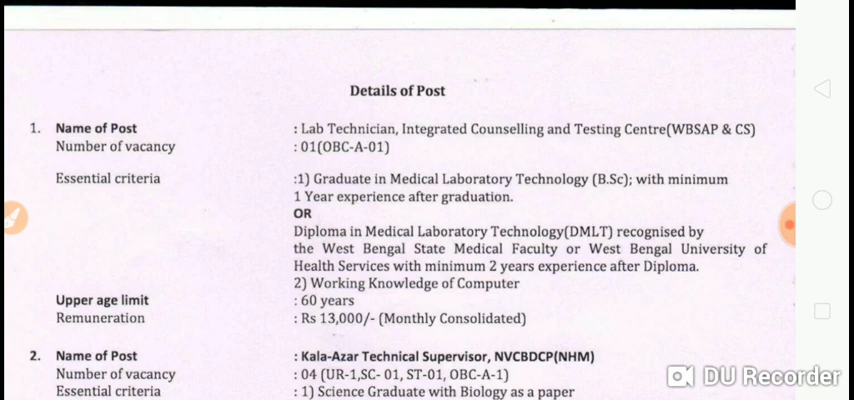 Details of Post
1. Name of Post : Lab Technician, Integrated Counselling and Testing Centre(WBSAP & CS)
Number of vacancy : 01(OBC-A-01)
Essential criteria :1) Graduate in Medical Laboratory Technology (B.Sc); with minimum
1 Year experience after graduation.
OR
Diploma in Medical Laboratory Technology(DMLT) recognised by
the West Bengal State Medical Faculty or West Bengal University of
Health Services with minimum 2 years experience after Diploma.
2) Working Knowledge of Computer
Upper age limit : 60 years
Remuneration : Rs 13,000/- (Monthly Consolidated)
2. Name of Post : Kala-Azar Technical Supervisor, NVCBDCP(NHM)
Number of vacancy : 04 (UR-1,SC- 01, ST-01, OBC-A-1)
Essential criteria : 1) Science Graduate with Biology as a paper
DU Recorder